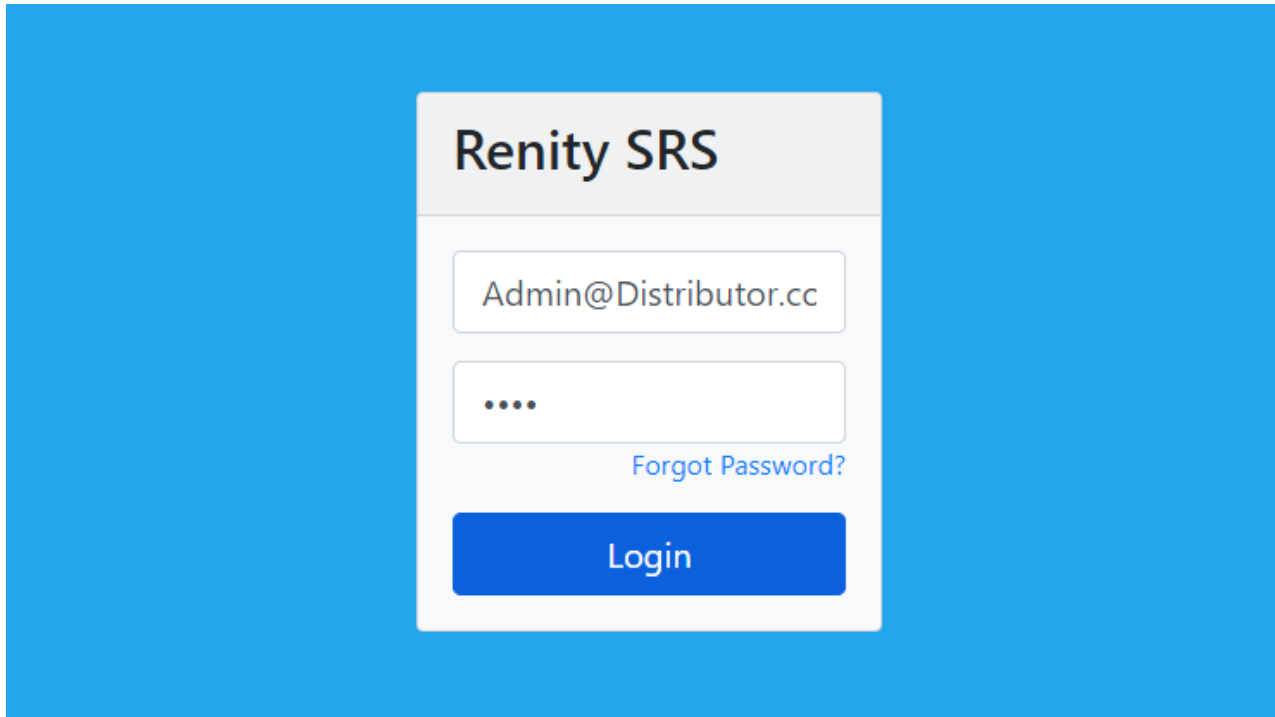 Renity SRS
Admin@Distributor.cc
••••
Forgot Password?
Login